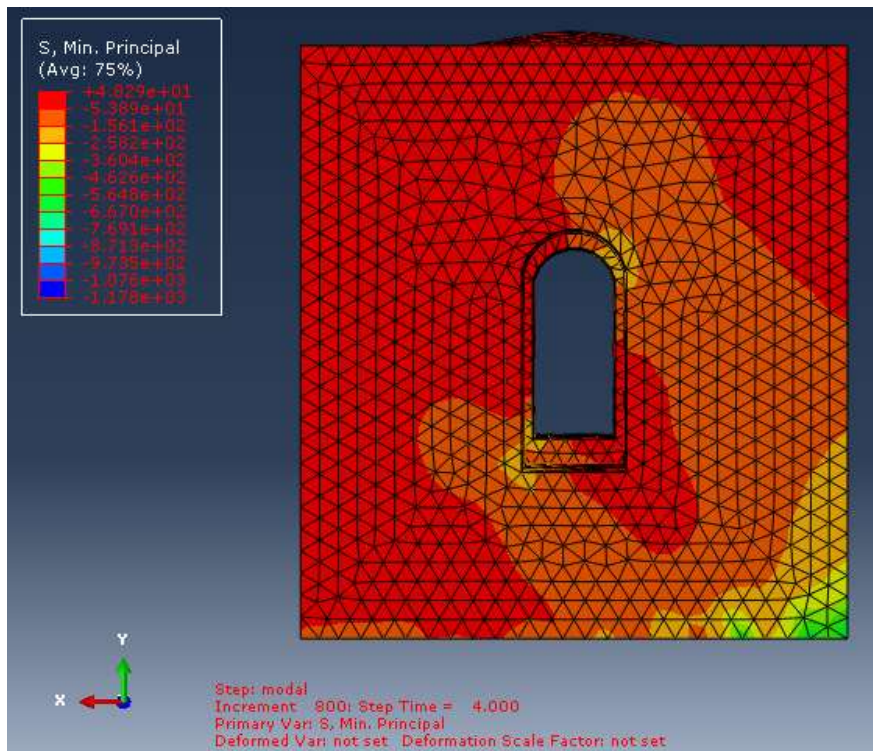 S, Min. Principal
(Avg: 75%)
+4.829e+01
-5.389e+01
-1.561e+02
-2.582e+02
-3.604e+02
-4.626e+02
-5.648e+02
-6.670e+02
-7.691e+02
-8.713e+02
-9.735e+02
-1.076e+03
-1.178e+03
Y
X
Step: modal
Increment 800: Step Time = 4.000
Primary Var: S, Min. Principal
Deformed Var: not set Deformation Scale Factor: not set